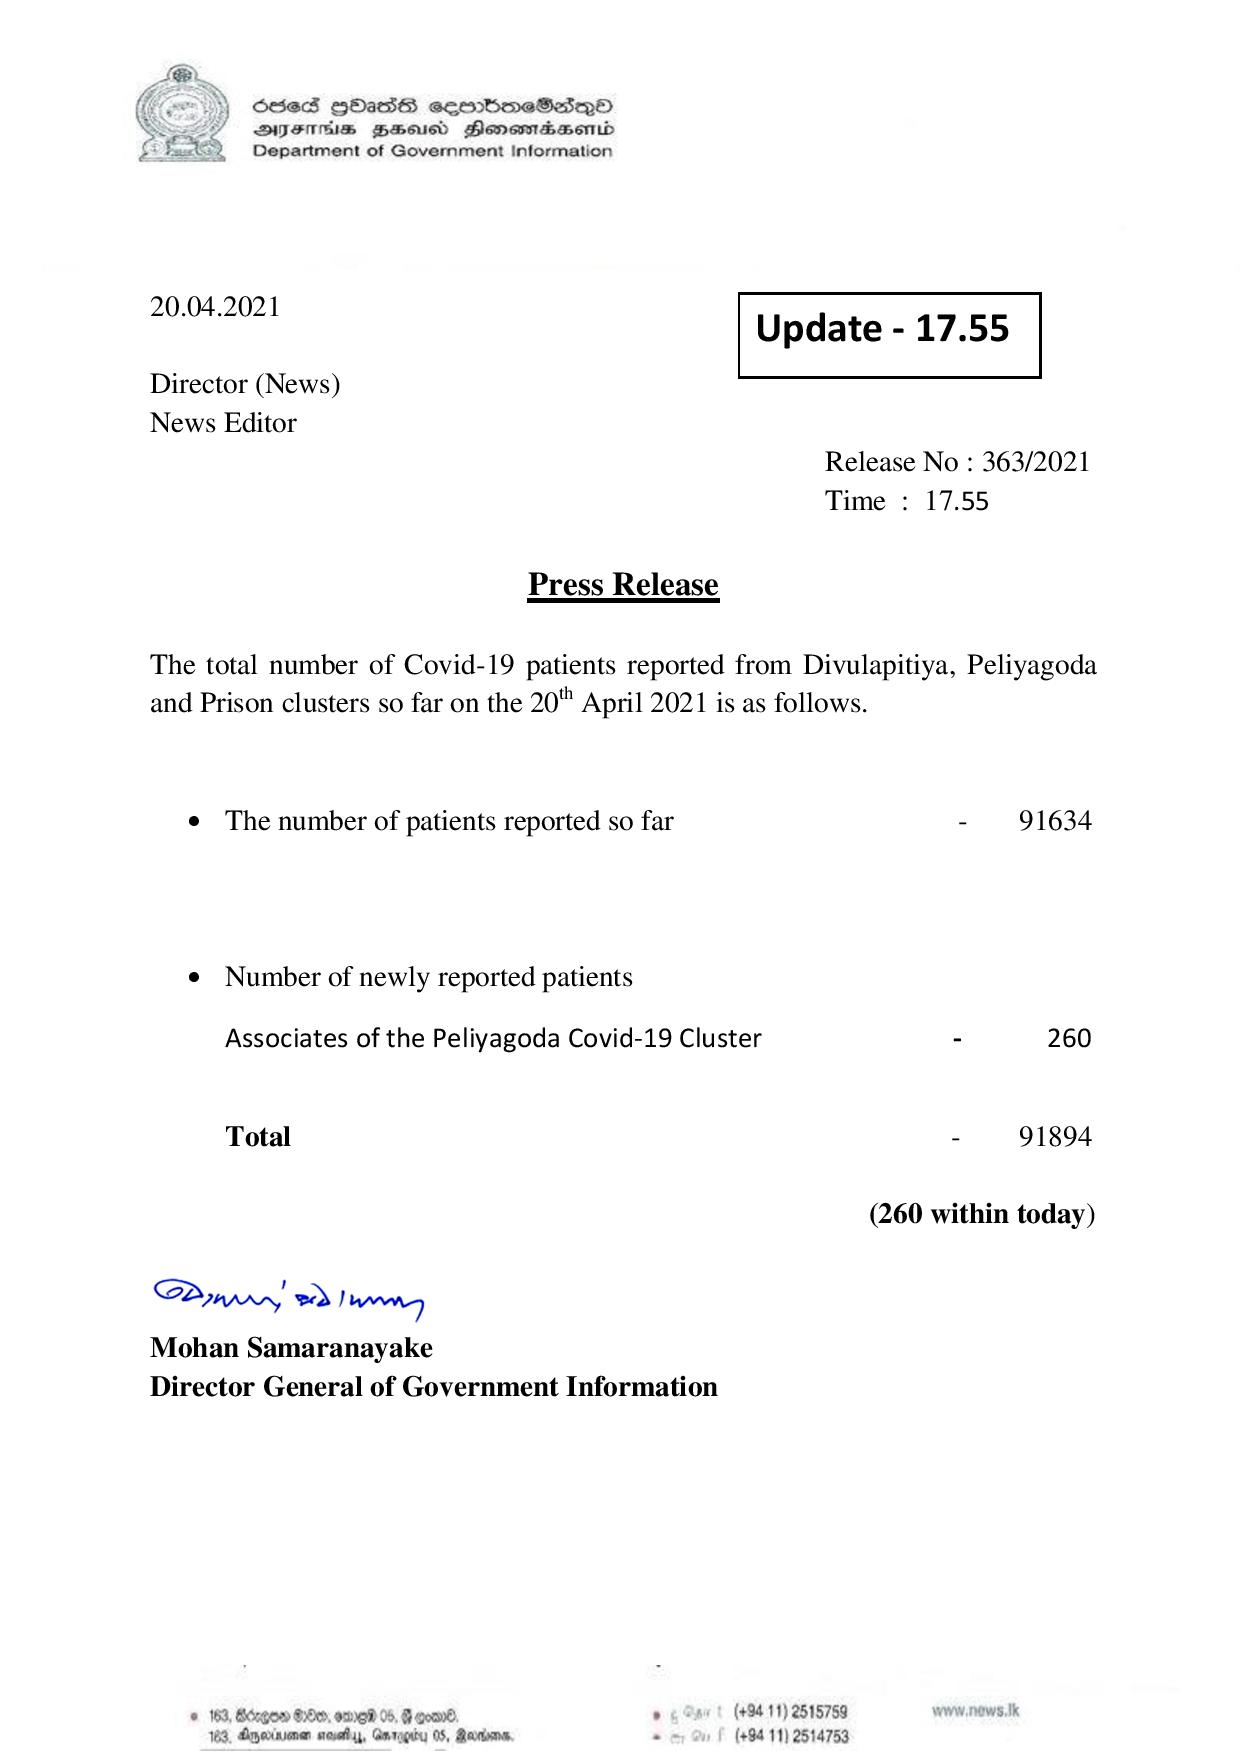 රජයේ ප්‍රවෘත්ති දෙපාර්තමේන්තුව
அரசாங்க தகவல் திணைக்களம்
Department of Government Information
20.04.2021
Update - 17.55
Director (News)
News Editor
Release No : 363/2021
Time : 17.55
Press Release
The total number of Covid-19 patients reported from Divulapitiya, Peliyagoda
and Prison clusters so far on the 20th April 2021 is as follows.
• The number of patients reported so far - 91634
• Number of newly reported patients
Associates of the Peliyagoda Covid-19 Cluster - 260
Total - 91894
(260 within today)
Mohan Samaranayake
Director General of Government Information
163, කිරුලපන මාවත, කොළඹ 05, ශ්‍රී ලංකාව.
163, கிருலப்பனை எவனியூ, கொழும்பு 05, இலங்கை.
(+94 11) 2515759
(+94 11) 2514753
www.news.lk